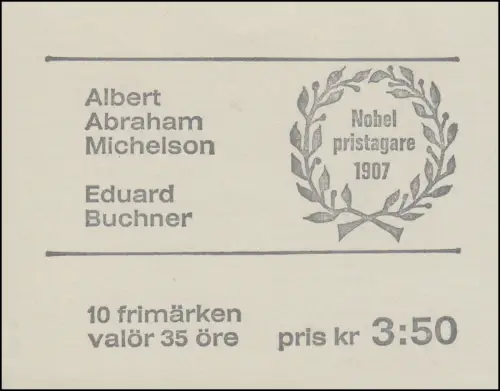 Albert
Abraham
Michelson
Eduard
Buchner
Nobel
pristagare
1907
10 frimärken
valör 35 öre
pris kr 3:50